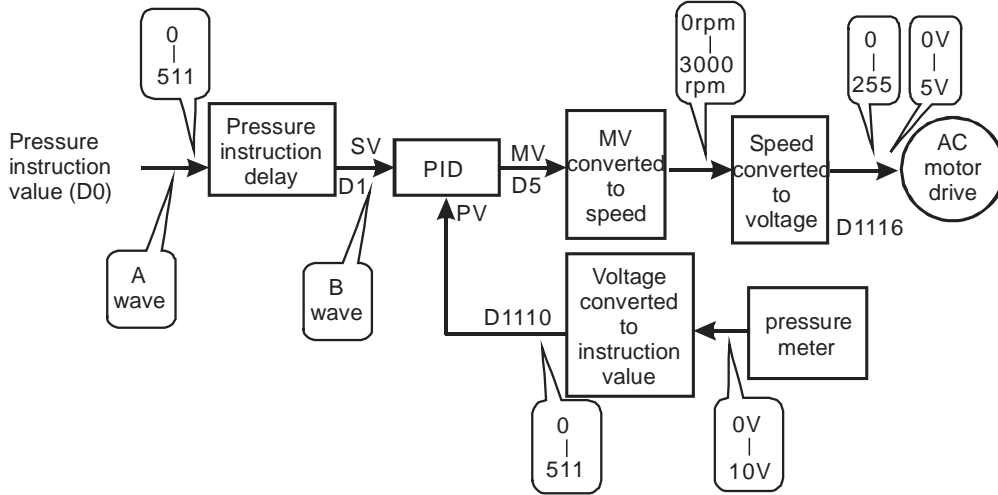 0
|
511
0rpm
|
3000
rpm
0
|
255
0V
|
5V
Pressure
instruction
value (D0)
Pressure
instruction
delay
SV
D1
PID
MV
D5
PV
MV
converted
to
speed
Speed
converted
to
voltage
D1116
AC
motor
drive
A
wave
B
wave
D1110
Voltage
converted
to
instruction
value
pressure
meter
0
|
511
0V
|
10V